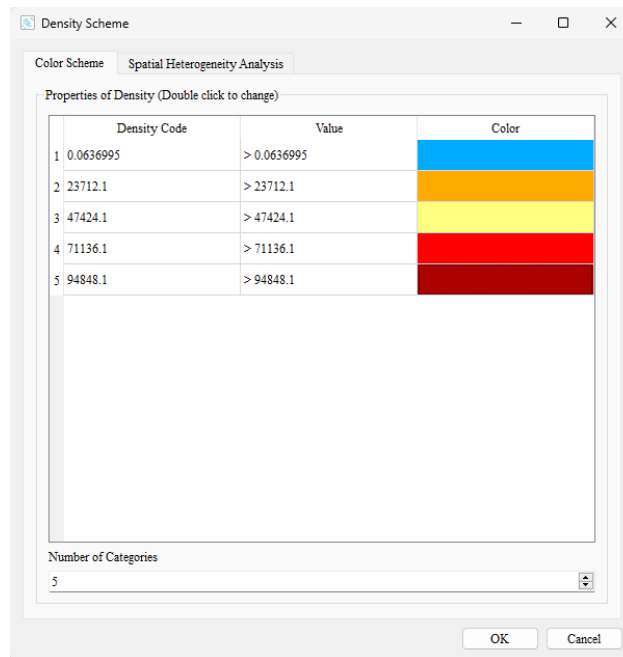 Density Scheme
Color Scheme Spatial Heterogeneity Analysis
Properties of Density (Double click to change)
Density Code Value Color
1 0.0636995 > 0.0636995
2 23712.1 > 23712.1
3 47424.1 > 47424.1
4 71136.1 > 71136.1
5 94848.1 > 94848.1
Number of Categories
5
OK Cancel